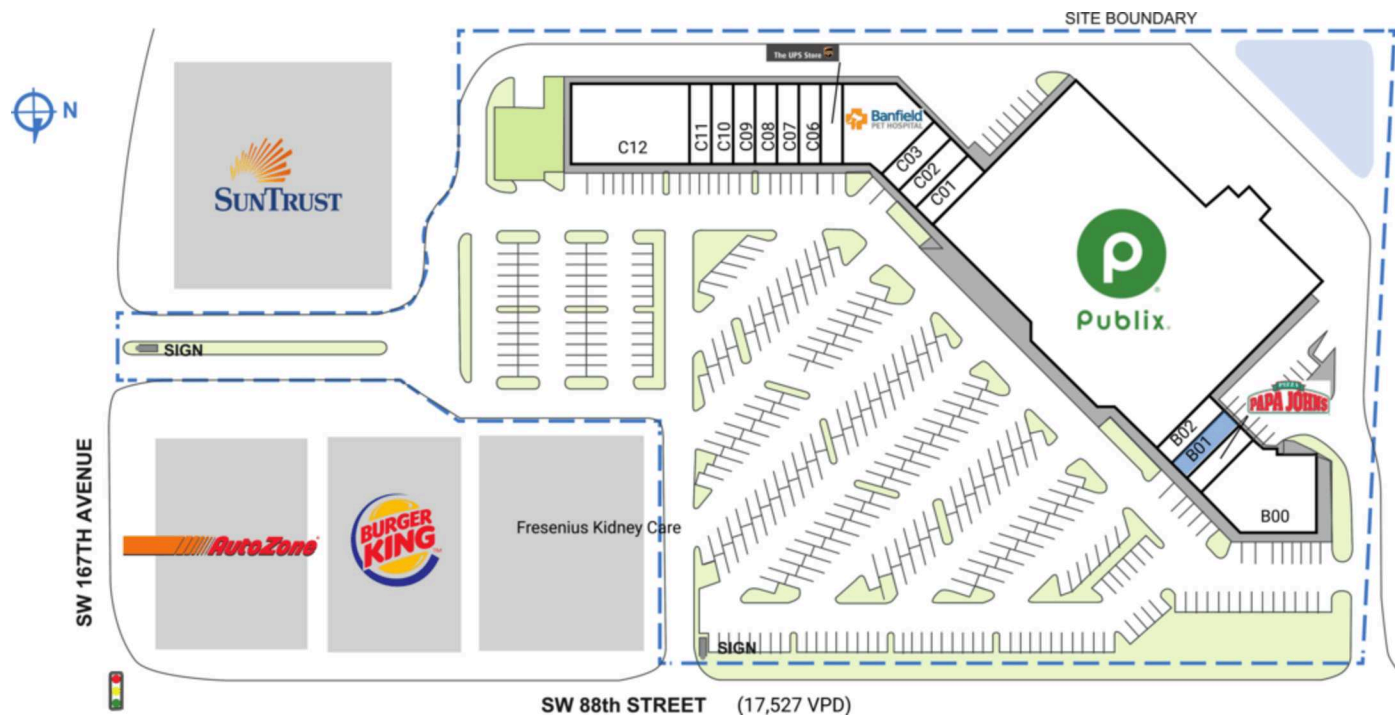 SITE BOUNDARY
The UPS Store
N
Banfield
PET HOSPITAL
C12
C11
C10
C09
C08
C07
C06
C03
C02
C01
SUNTRUST
Publix.
SIGN
PIZZA
PAPA JOHNS
B02
B01
B00
SW 167TH AVENUE
AutoZone
BURGER
KING
TM
Fresenius Kidney Care
SIGN
SW 88th STREET (17,527 VPD)